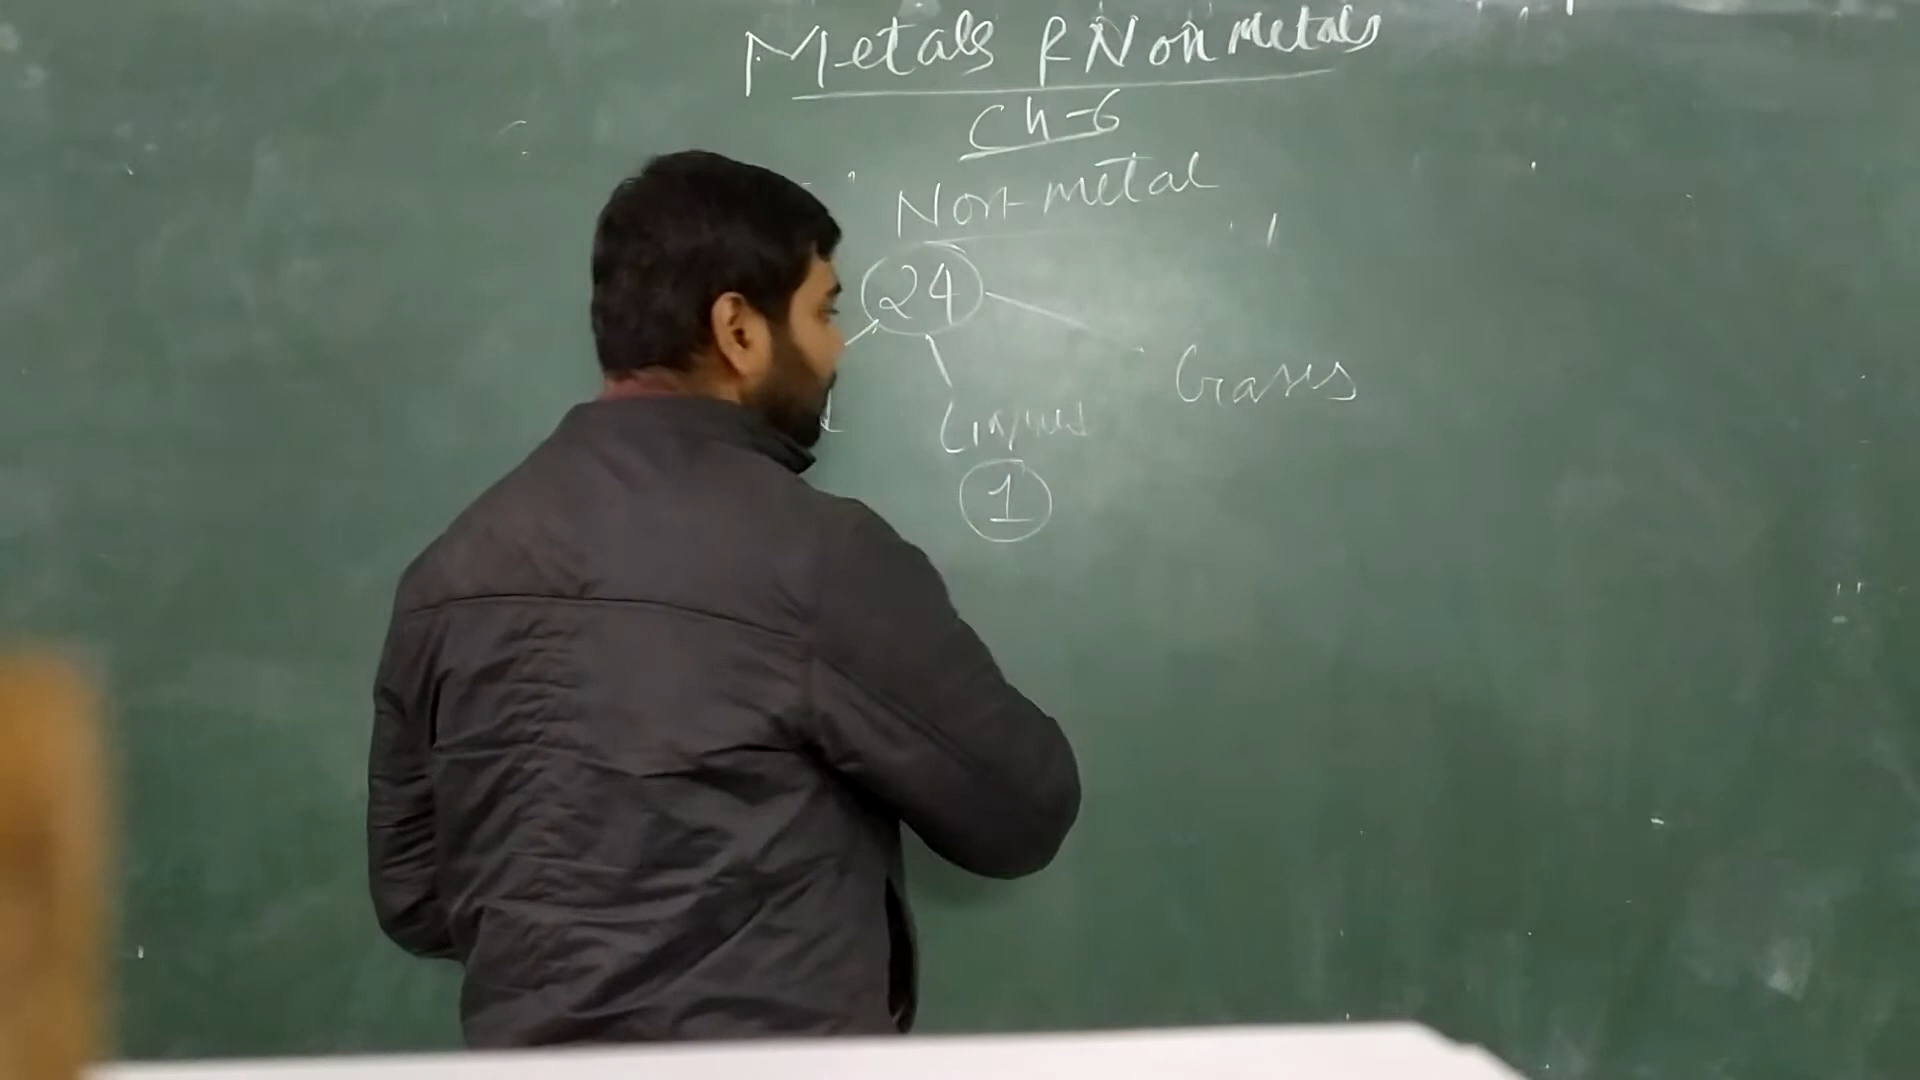 Metals & Non metals
Ch-6
Non-metal
24
Gases
Liquid
1